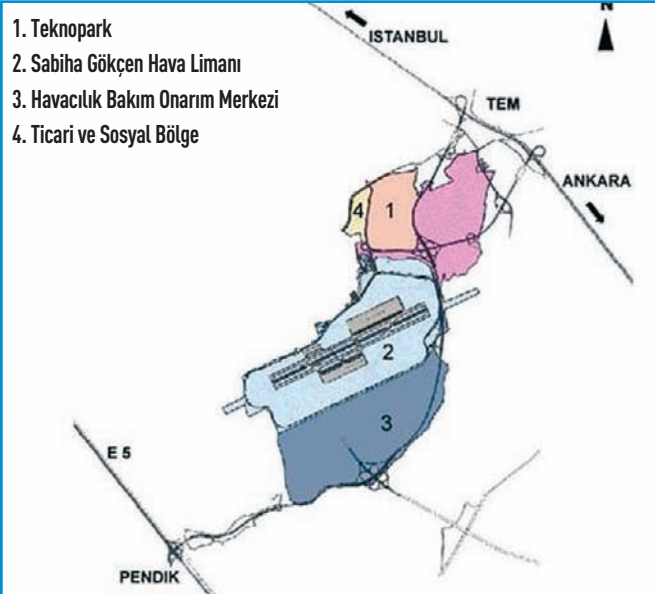 1. Teknopark
2. Sabiha Gökçen Hava Limanı
3. Havacılık Bakım Onarım Merkezi
4. Ticari ve Sosyal Bölge
N
ISTANBUL
TEM
ANKARA
4 1
2
3
E 5
PENDIK